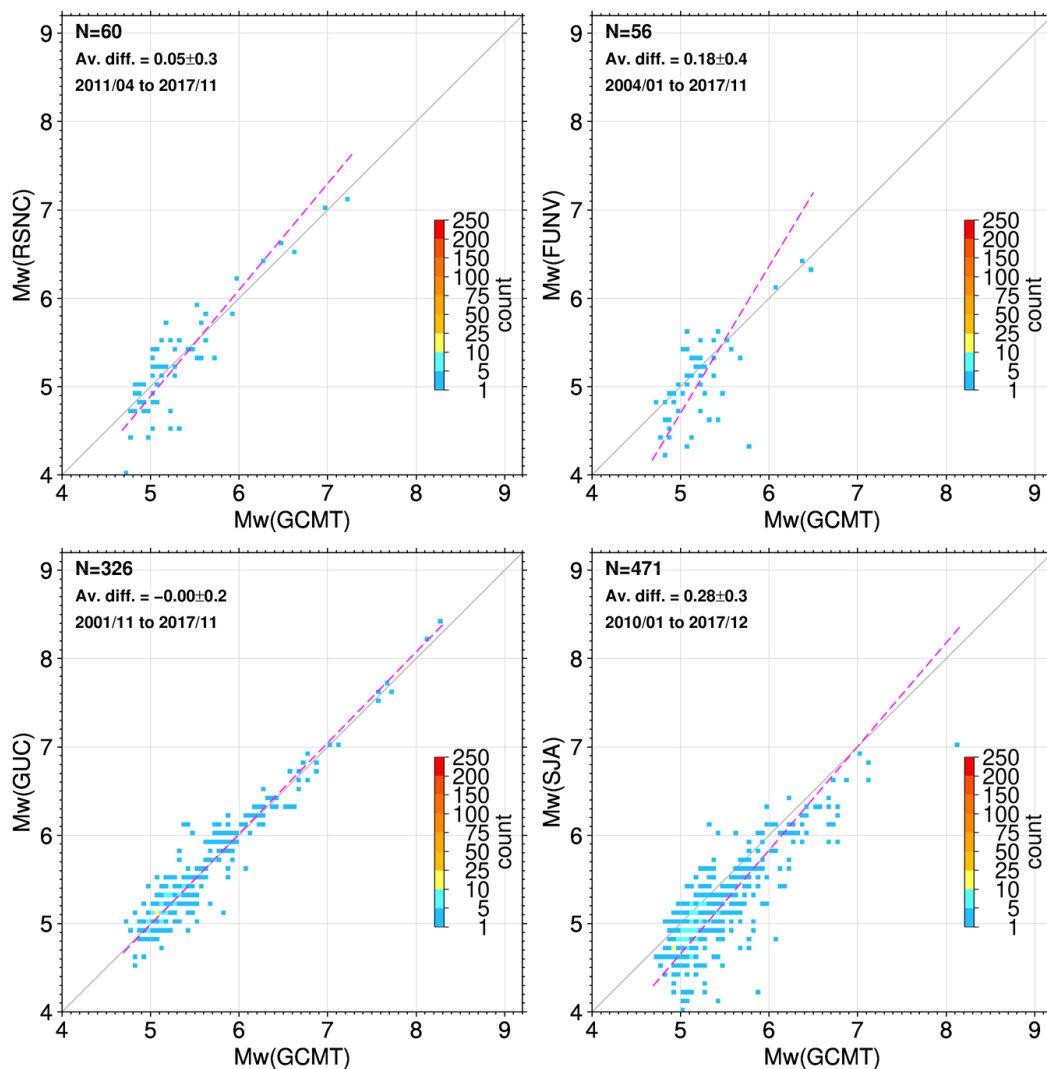 N=60
Av. diff. = 0.05±0.3
2011/04 to 2017/11
9
8
7
6
5
4
Mw(RSNC)
250
200
150
100
75
50
25
10
5
1
count
4 5 6 7 8 9
Mw(GCMT)
N=56
Av. diff. = 0.18±0.4
2004/01 to 2017/11
9
8
7
6
5
4
Mw(FUNV)
250
200
150
100
75
50
25
10
5
1
count
4 5 6 7 8 9
Mw(GCMT)
N=326
Av. diff. = −0.00±0.2
2001/11 to 2017/11
9
8
7
6
5
4
Mw(GUC)
250
200
150
100
75
50
25
10
5
1
count
4 5 6 7 8 9
Mw(GCMT)
N=471
Av. diff. = 0.28±0.3
2010/01 to 2017/12
9
8
7
6
5
4
Mw(SJA)
250
200
150
100
75
50
25
10
5
1
count
4 5 6 7 8 9
Mw(GCMT)